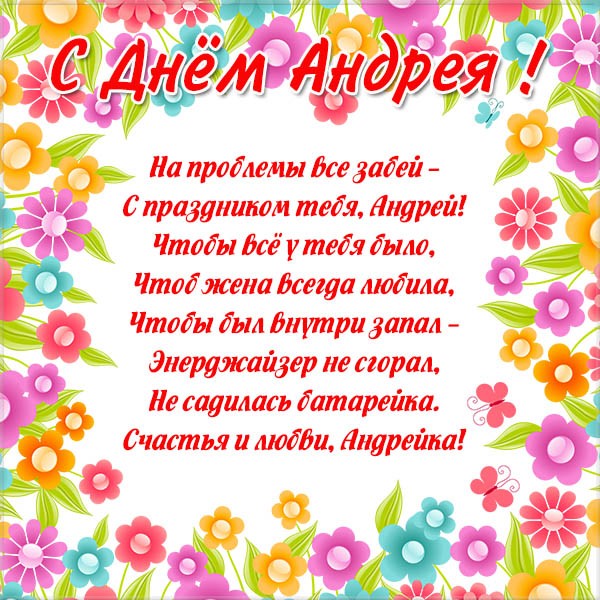 С Днём Андрея !
На проблемы все забей –
С праздником тебя, Андрей!
Чтобы всё у тебя было,
Чтоб жена всегда любила,
Чтобы был внутри запал –
Энерджайзер не сгорал,
Не садилась батарейка.
Счастья и любви, Андрейка!